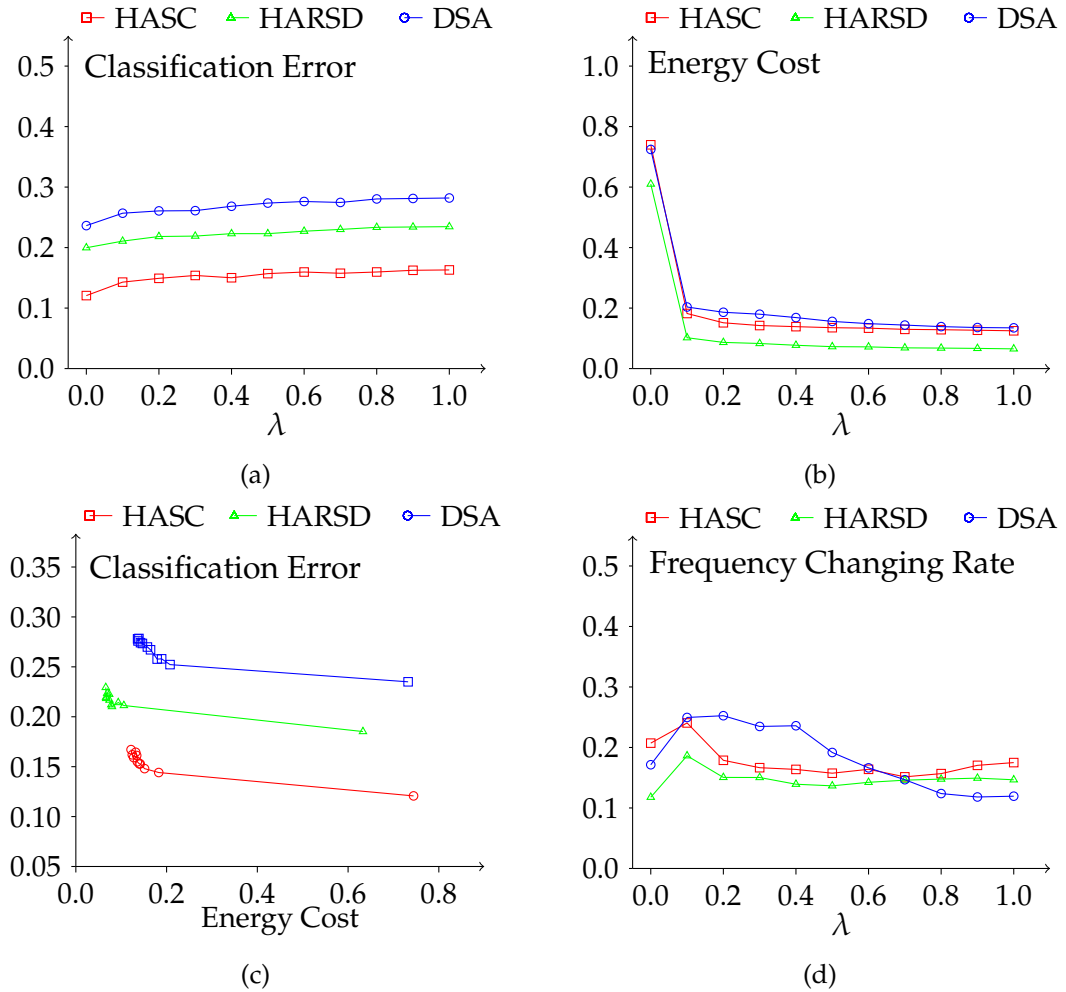 HASC HARSD DSA
Classification Error
0.5
0.4
0.3
0.2
0.1
0.0
0.0 0.2 0.4 0.6 0.8 1.0
λ
(a)
HASC HARSD DSA
Energy Cost
1.0
0.8
0.6
0.4
0.2
0.0
0.0 0.2 0.4 0.6 0.8 1.0
λ
(b)
HASC HARSD DSA
Classification Error
0.35
0.30
0.25
0.20
0.15
0.10
0.05
0.0 0.2 0.4 0.6 0.8
Energy Cost
(c)
HASC HARSD DSA
Frequency Changing Rate
0.5
0.4
0.3
0.2
0.1
0.0
0.0 0.2 0.4 0.6 0.8 1.0
λ
(d)